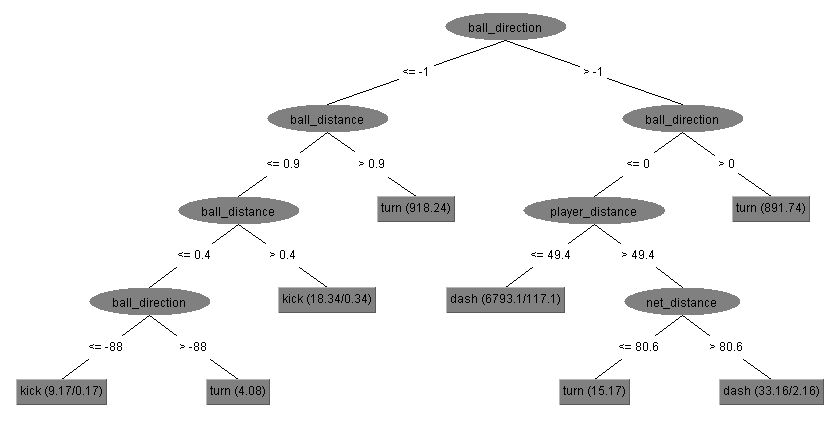 ball_direction
<= -1
> -1
ball_distance
ball_direction
<= 0.9
> 0.9
<= 0
> 0
ball_distance
turn (918.24)
player_distance
turn (891.74)
<= 0.4
> 0.4
<= 49.4
> 49.4
ball_direction
kick (18.34/0.34)
dash (6793.1/117.1)
net_distance
<= -88
> -88
<= 80.6
> 80.6
kick (9.17/0.17)
turn (4.08)
turn (15.17)
dash (33.16/2.16)